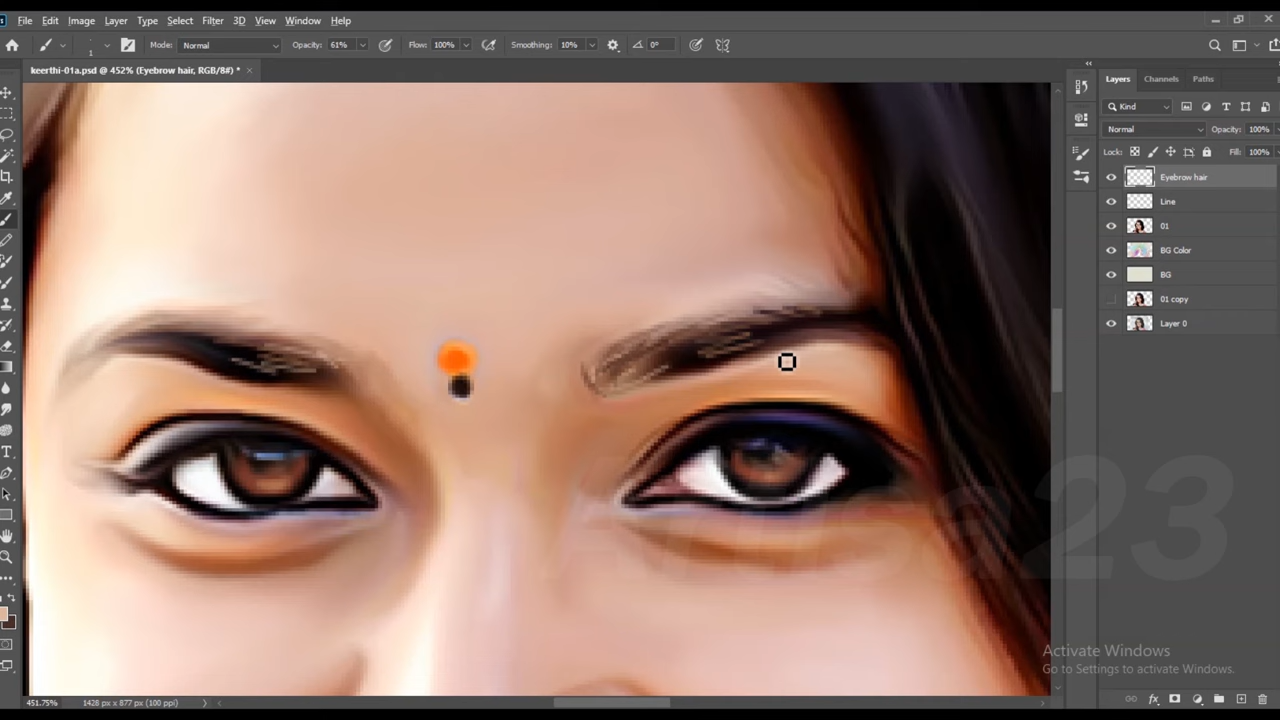 File Edit Image Layer Type Select Filter 3D View Window Help
1 Mode: Normal Opacity: 61% Flow: 100% Smoothing: 10% 0°
keerthi-01a.psd @ 452% (Eyebrow hair, RGB/8#) * ×
Layers Channels Paths
Kind
Normal Opacity: 100%
Lock: Fill: 100%
Eyebrow hair
Line
01
BG Color
BG
01 copy
Layer 0
Activate Windows
Go to Settings to activate Windows.
451.75% 1428 px x 877 px (100 ppi)